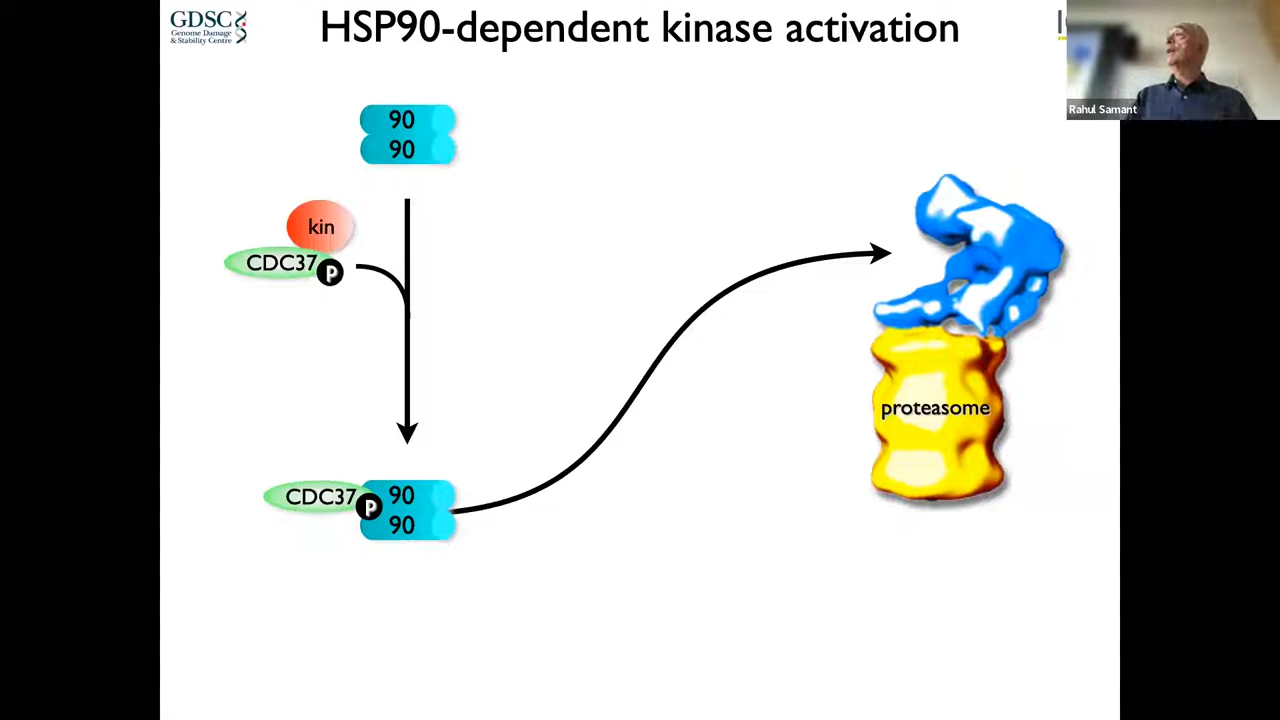 GDSC
Genome Damage
& Stability Centre
HSP90-dependent kinase activation
Rahul Samant
90
90
kin
CDC37
P
proteasome
CDC37
P
90
90